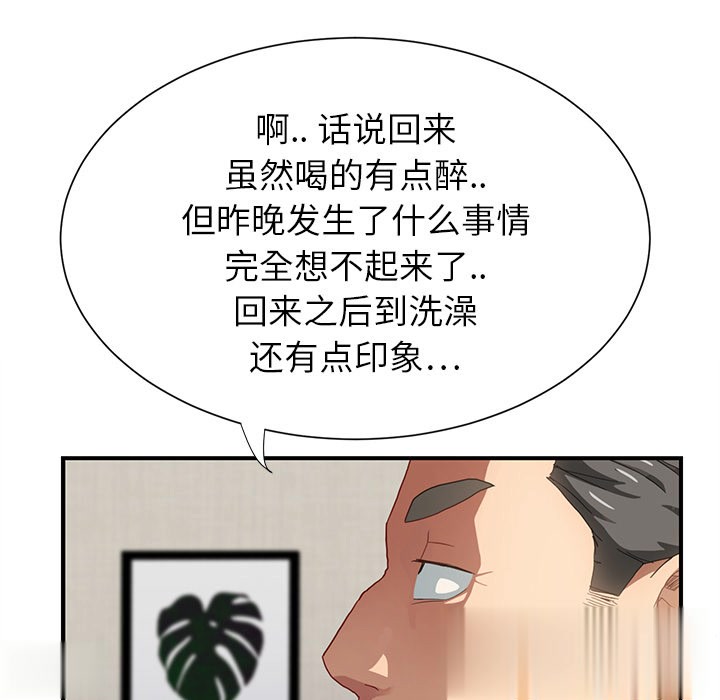 啊.. 话说回来
虽然喝的有点醉..
但昨晚发生了什么事情
完全想不起来了..
回来之后到洗澡
还有点印象...